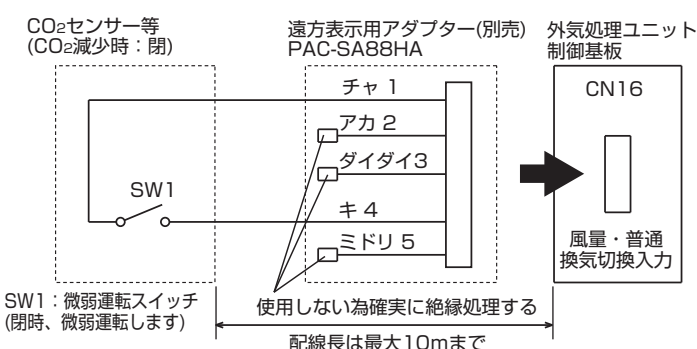 CO2センサー等
(CO2減少時：閉)
遠方表示用アダプター(別売)
PAC-SA88HA
外気処理ユニット
制御基板
チャ 1
アカ 2
ダイダイ3
キ 4
ミドリ 5
SW1
CN16
風量・普通
換気切換入力
SW1：微弱運転スイッチ
(閉時、微弱運転します)
使用しない為確実に絶縁処理する
配線長は最大10mまで